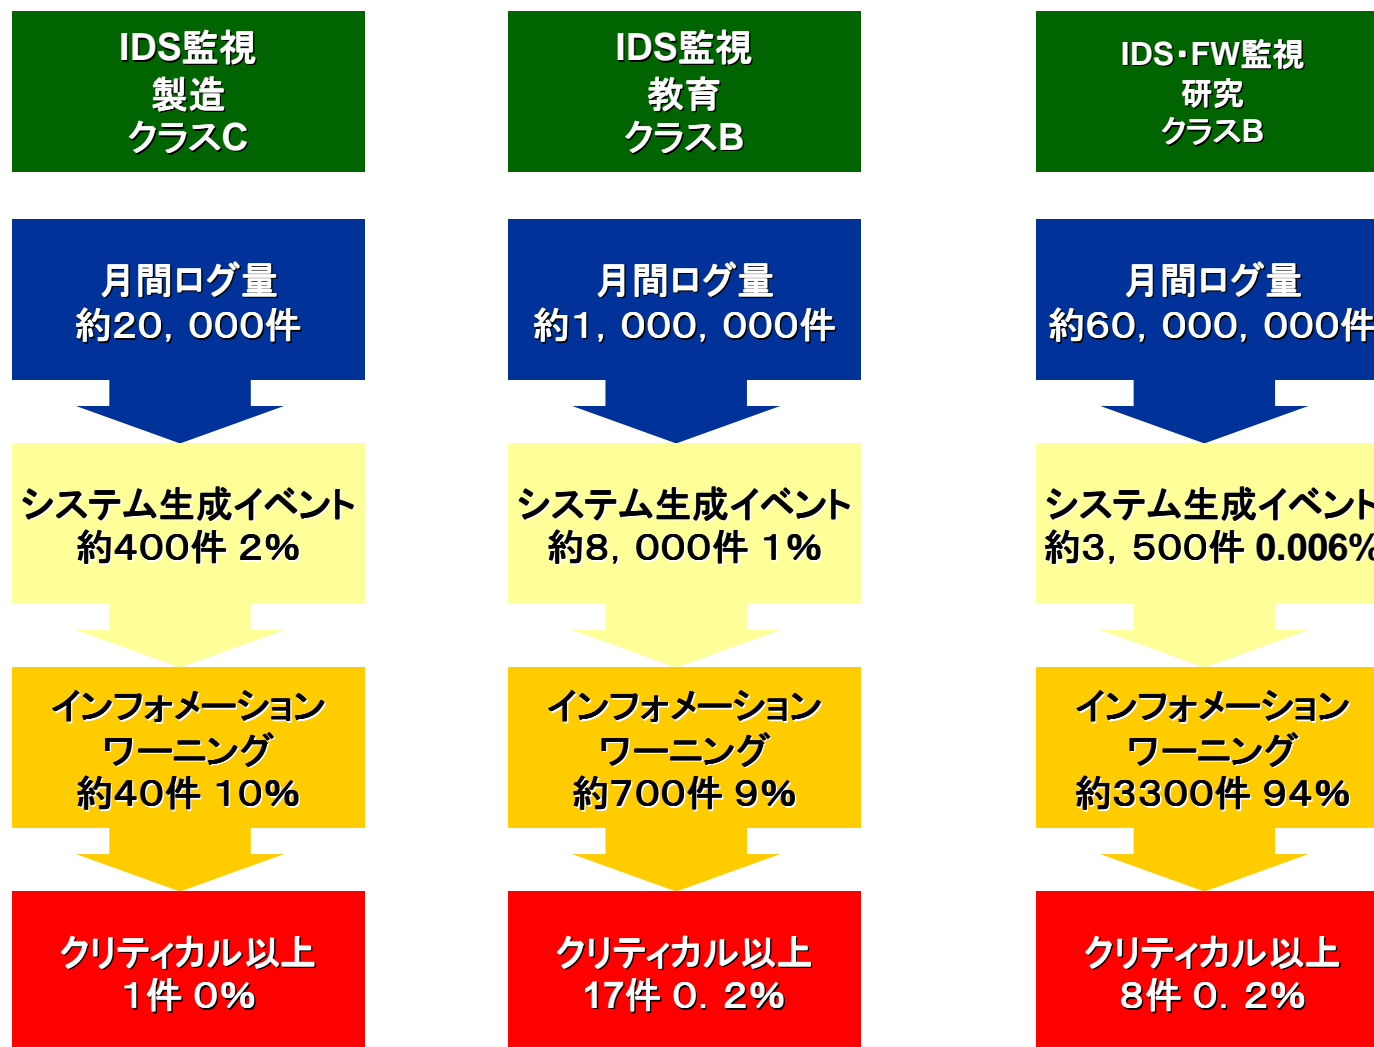 IDS監視
製造
クラスC
月間ログ量
約２０，０００件
システム生成イベント
約４００件 ２％
インフォメーション
ワーニング
約４０件 １０％
クリティカル以上
１件 ０％
IDS監視
教育
クラスB
月間ログ量
約１，０００，０００件
システム生成イベント
約８，０００件 １％
インフォメーション
ワーニング
約７００件 ９％
クリティカル以上
17件 ０．２％
IDS・FW監視
研究
クラスB
月間ログ量
約６０，０００，０００件
システム生成イベント
約３，５００件 0.006%
インフォメーション
ワーニング
約３３００件 ９４％
クリティカル以上
８件 ０．２％